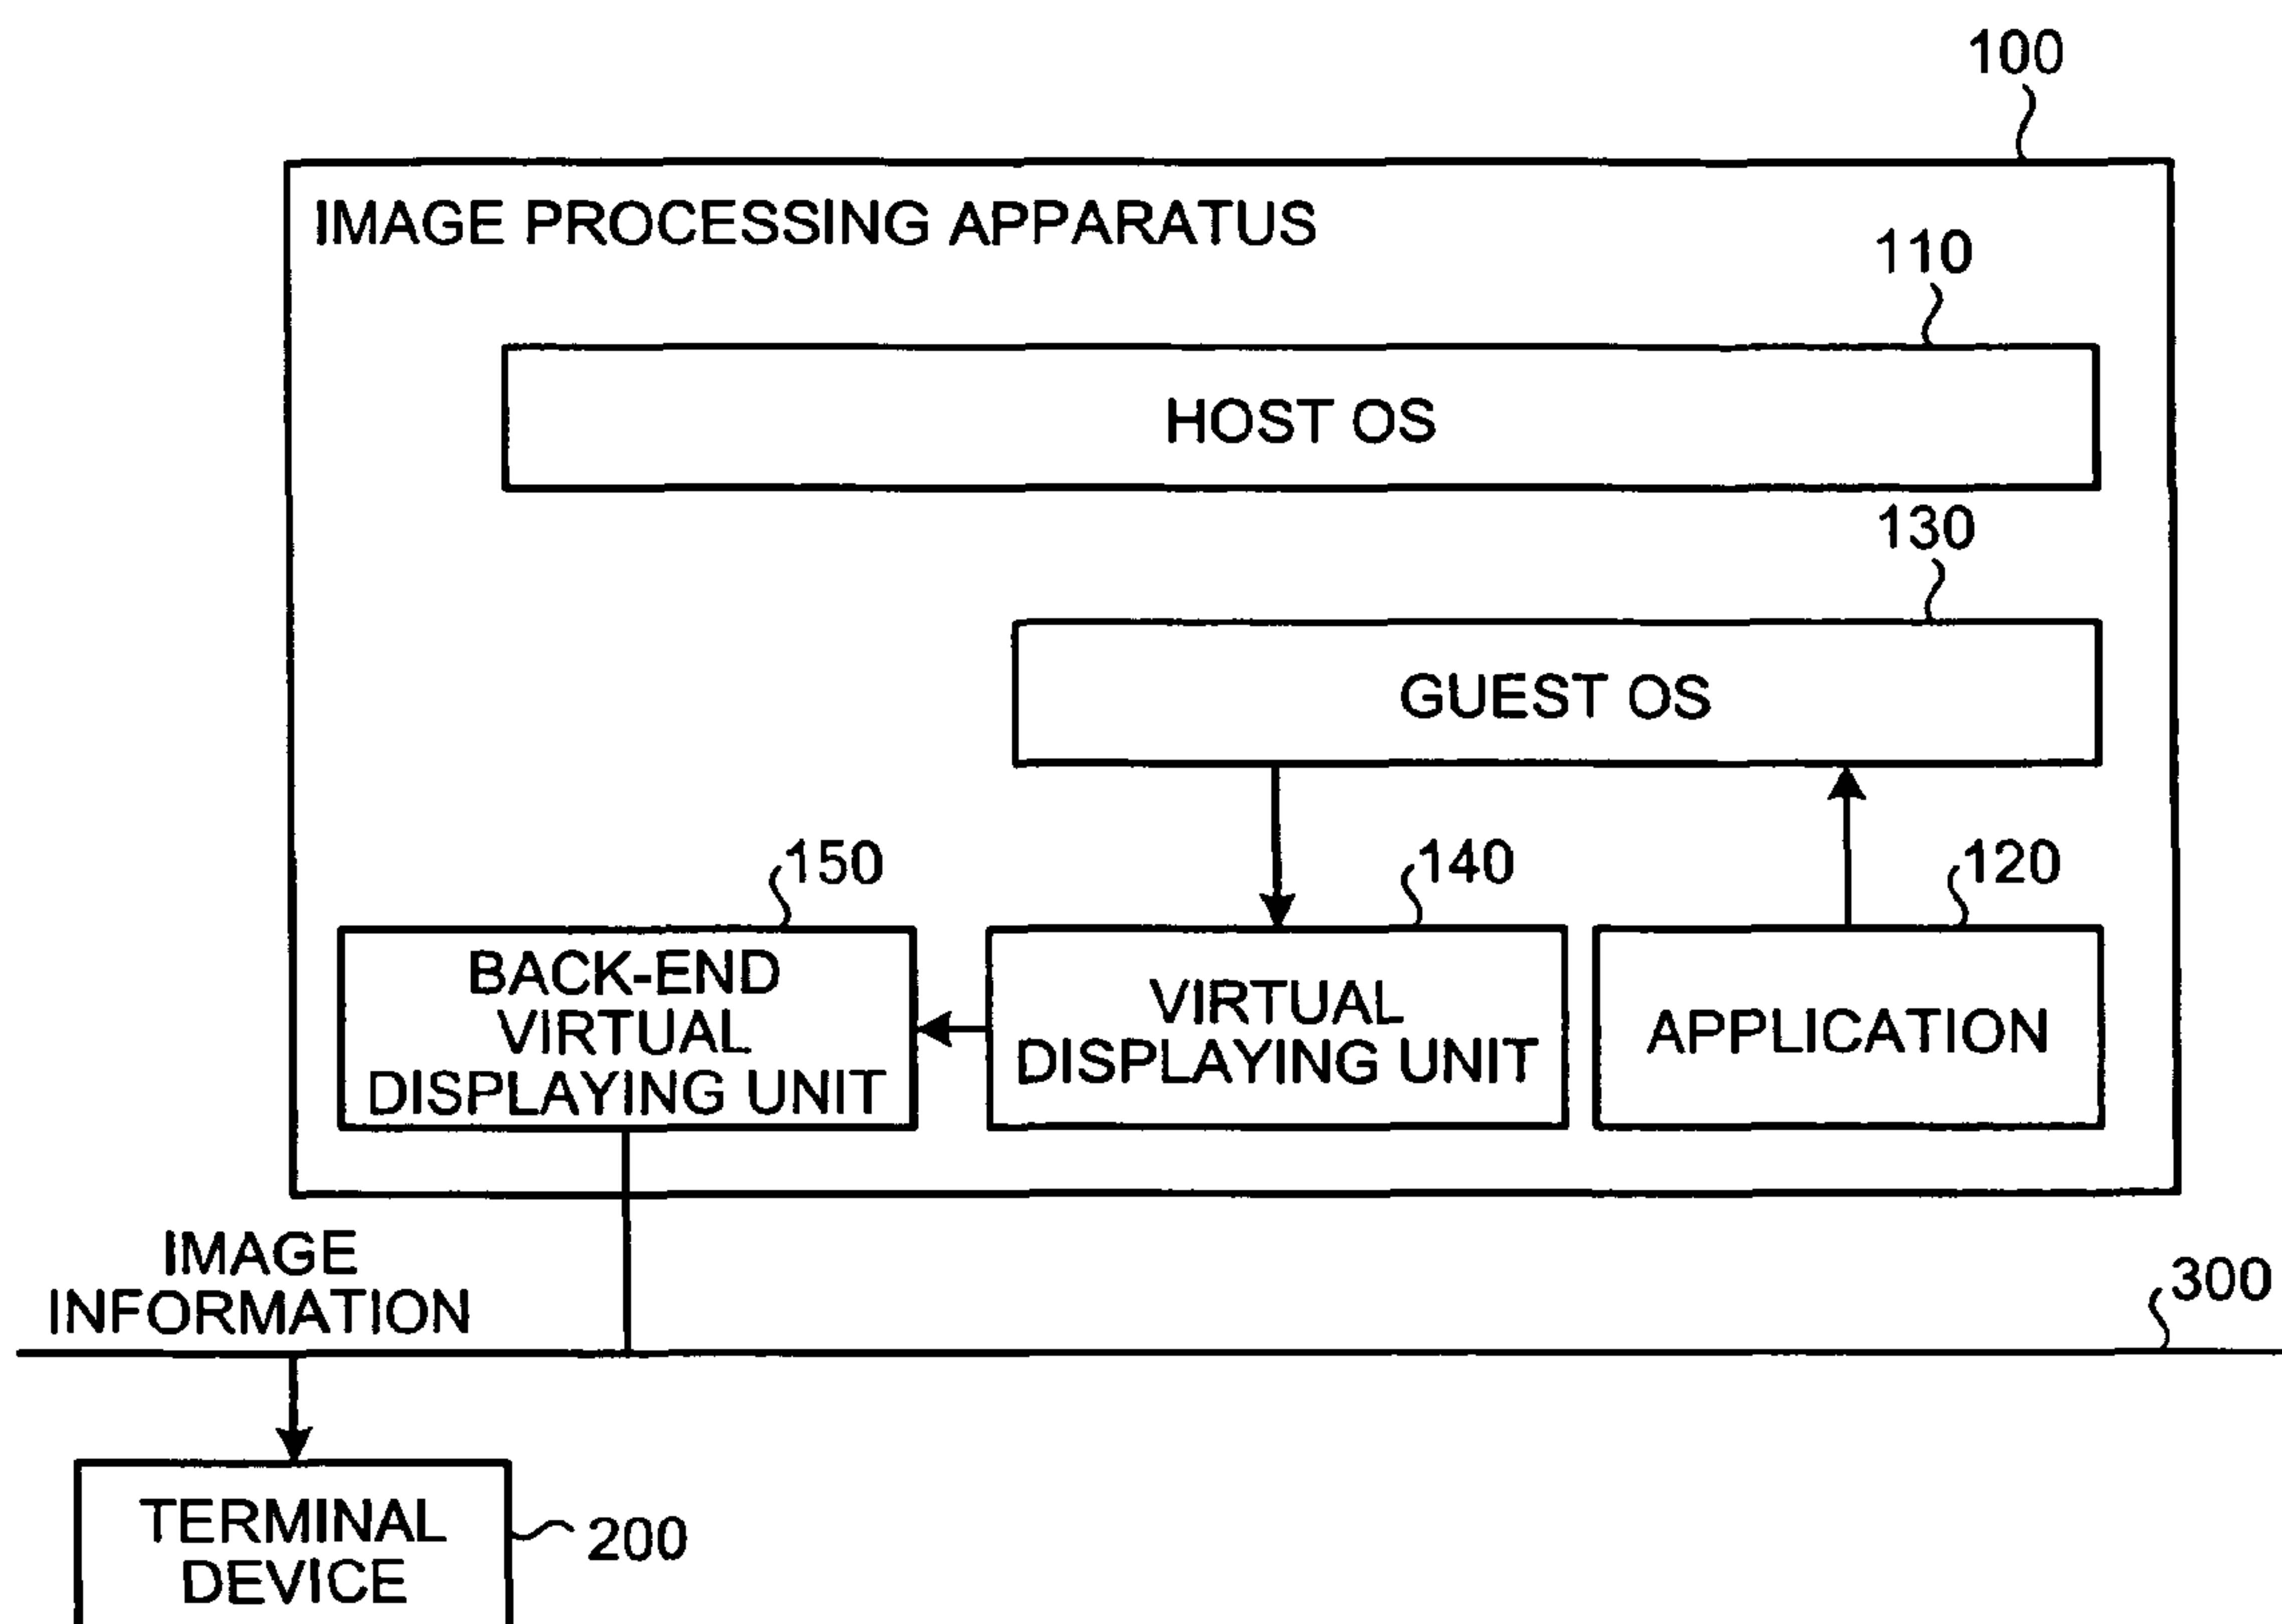 100
IMAGE PROCESSING APPARATUS
110
HOST OS
130
GUEST OS
150
140
120
BACK-END
VIRTUAL
DISPLAYING UNIT
VIRTUAL
DISPLAYING UNIT
APPLICATION
IMAGE
INFORMATION
300
TERMINAL
DEVICE
200